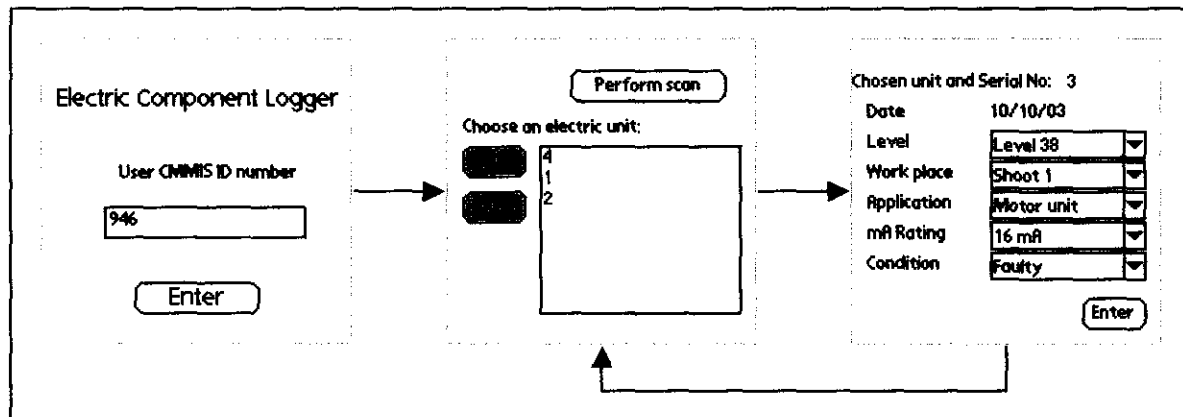 Electric Component Logger
User CMMIS ID number
946
Enter
Perform scan
Choose an electric unit:
4
1
2
Chosen unit and Serial No: 3
Date 10/10/03
Level Level 38
Work place Shoot 1
Application Motor unit
mA Rating 16 mA
Condition Faulty
Enter